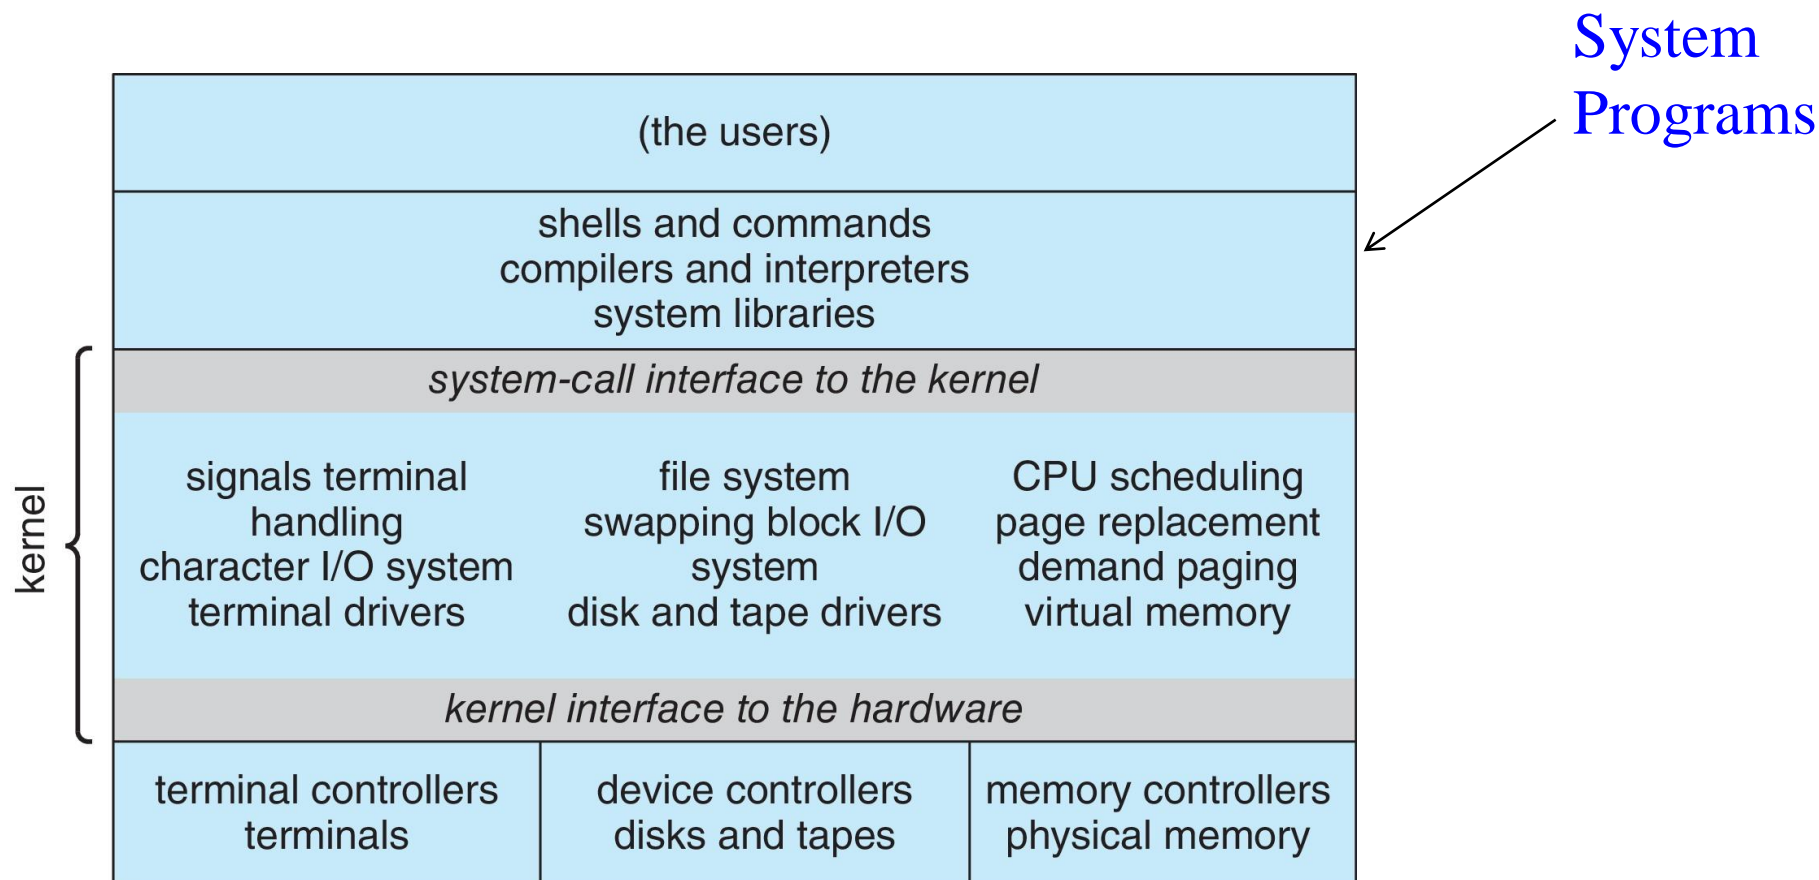 System
Programs
(the users)
shells and commands
compilers and interpreters
system libraries
system-call interface to the kernel
kernel
signals terminal
handling
character I/O system
terminal drivers
file system
swapping block I/O
system
disk and tape drivers
CPU scheduling
page replacement
demand paging
virtual memory
kernel interface to the hardware
terminal controllers
terminals
device controllers
disks and tapes
memory controllers
physical memory